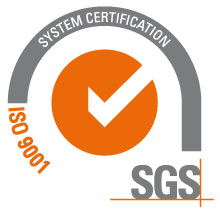 SYSTEM CERTIFICATION
ISO 9001
SGS